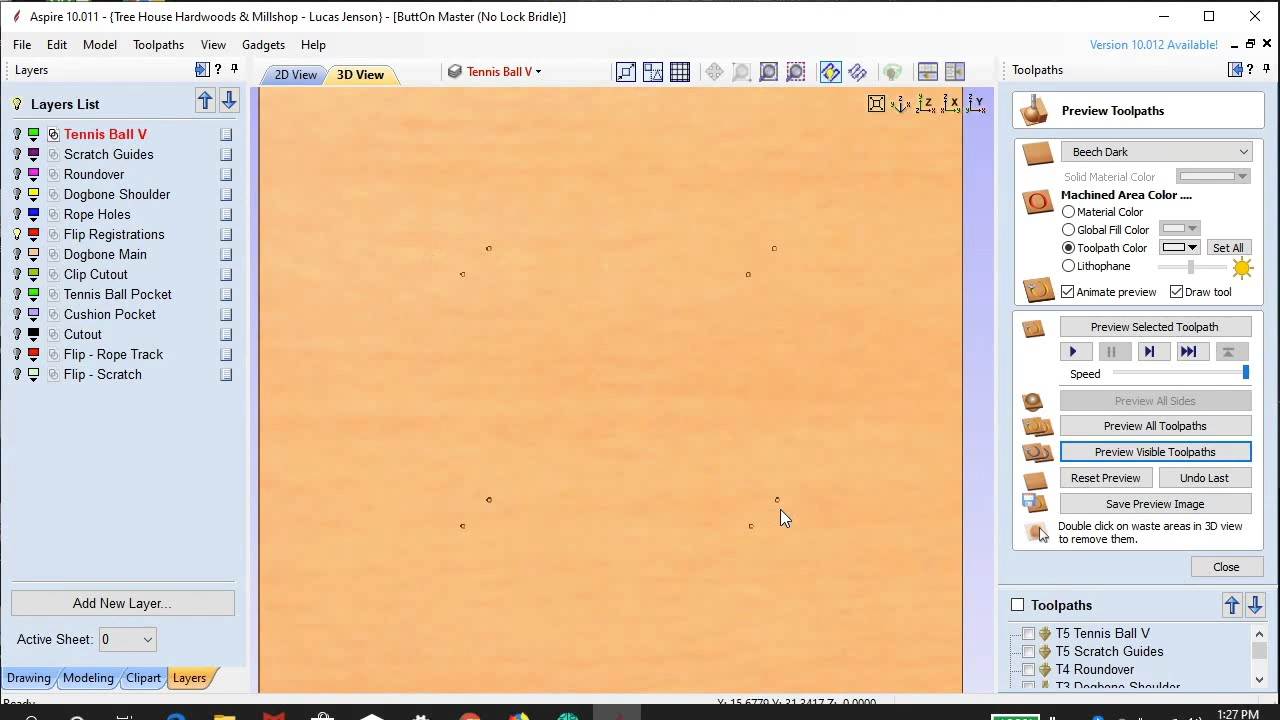 Aspire 10.011 - {Tree House Hardwoods & Millshop - Lucas Jenson} - [ButtOn Master (No Lock Bridle)]
File Edit Model Toolpaths View Gadgets Help
Version 10.012 Available!
Layers
Layers List
Tennis Ball V
Scratch Guides
Roundover
Dogbone Shoulder
Rope Holes
Flip Registrations
Dogbone Main
Clip Cutout
Tennis Ball Pocket
Cushion Pocket
Cutout
Flip - Rope Track
Flip - Scratch
Add New Layer...
Active Sheet: 0
Drawing Modeling Clipart Layers
2D View 3D View
Tennis Ball V
Z X Y
Toolpaths
Preview Toolpaths
Beech Dark
Solid Material Color
Machined Area Color ....
Material Color
Global Fill Color
Toolpath Color Set All
Lithophane
Animate preview Draw tool
Preview Selected Toolpath
Speed
Preview All Sides
Preview All Toolpaths
Preview Visible Toolpaths
Reset Preview Undo Last
Save Preview Image
Double click on waste areas in 3D view
to remove them.
Close
Toolpaths
T5 Tennis Ball V
T5 Scratch Guides
T4 Roundover
T3 Dogbone Shoulder
Ready
1:27 PM